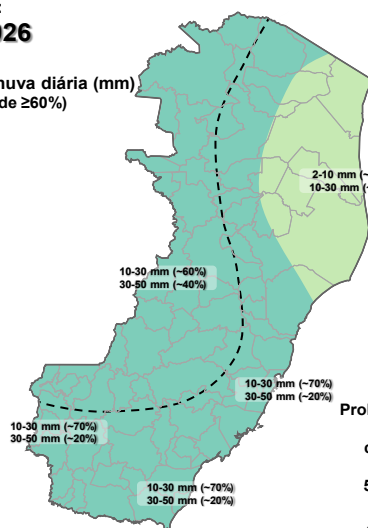 026
huva diária (mm)
de ≥60%)
2-10 mm (~
10-30 mm (~
10-30 mm (~60%)
30-50 mm (~40%)
10-30 mm (~70%)
30-50 mm (~20%)
10-30 mm (~70%)
30-50 mm (~20%)
10-30 mm (~70%)
30-50 mm (~20%)
Prol
5